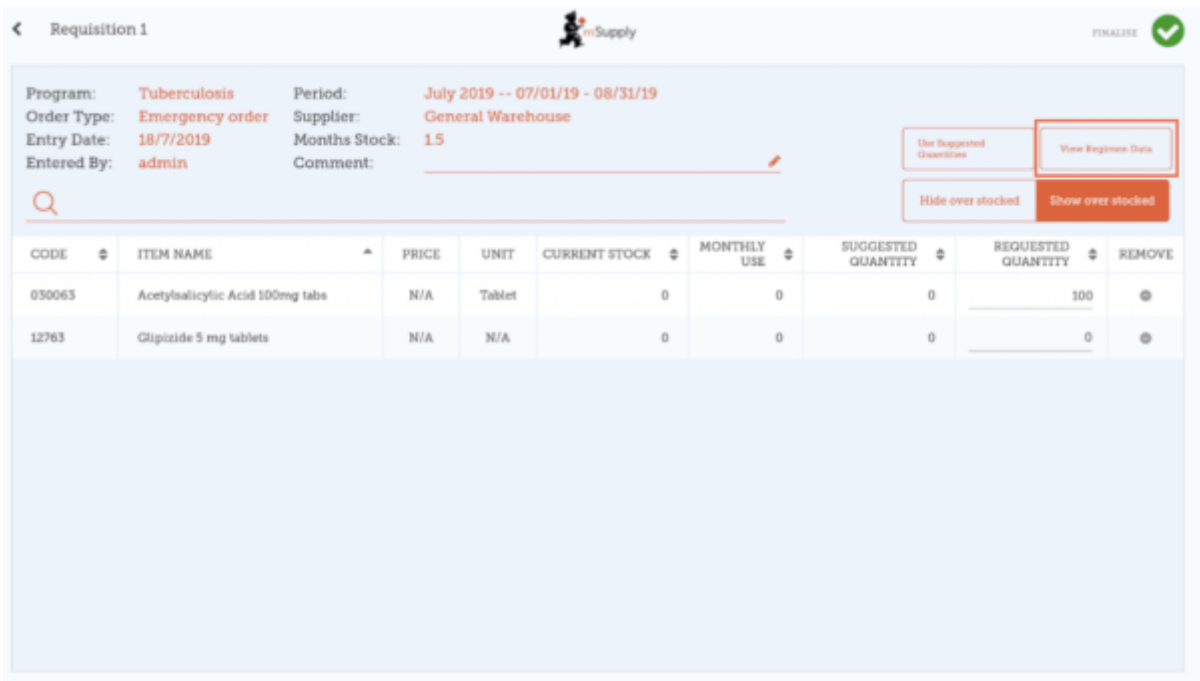 Requisition 1
mSupply
FINALISE
Program: Tuberculosis Period: July 2019 -- 07/01/19 - 08/31/19
Order Type: Emergency order Supplier: General Warehouse
Entry Date: 18/7/2019 Months Stock: 1.5
Entered By: admin Comment:
Use Suggested
Quantities
View Regimen Data
Hide over stocked Show over stocked
CODE ITEM NAME PRICE UNIT CURRENT STOCK MONTHLY USE SUGGESTED QUANTITY REQUESTED QUANTITY REMOVE
030063 Acetylsalicylic Acid 100mg tabs N/A Tablet 0 0 0 100
12763 Glipizide 5 mg tablets N/A N/A 0 0 0 0